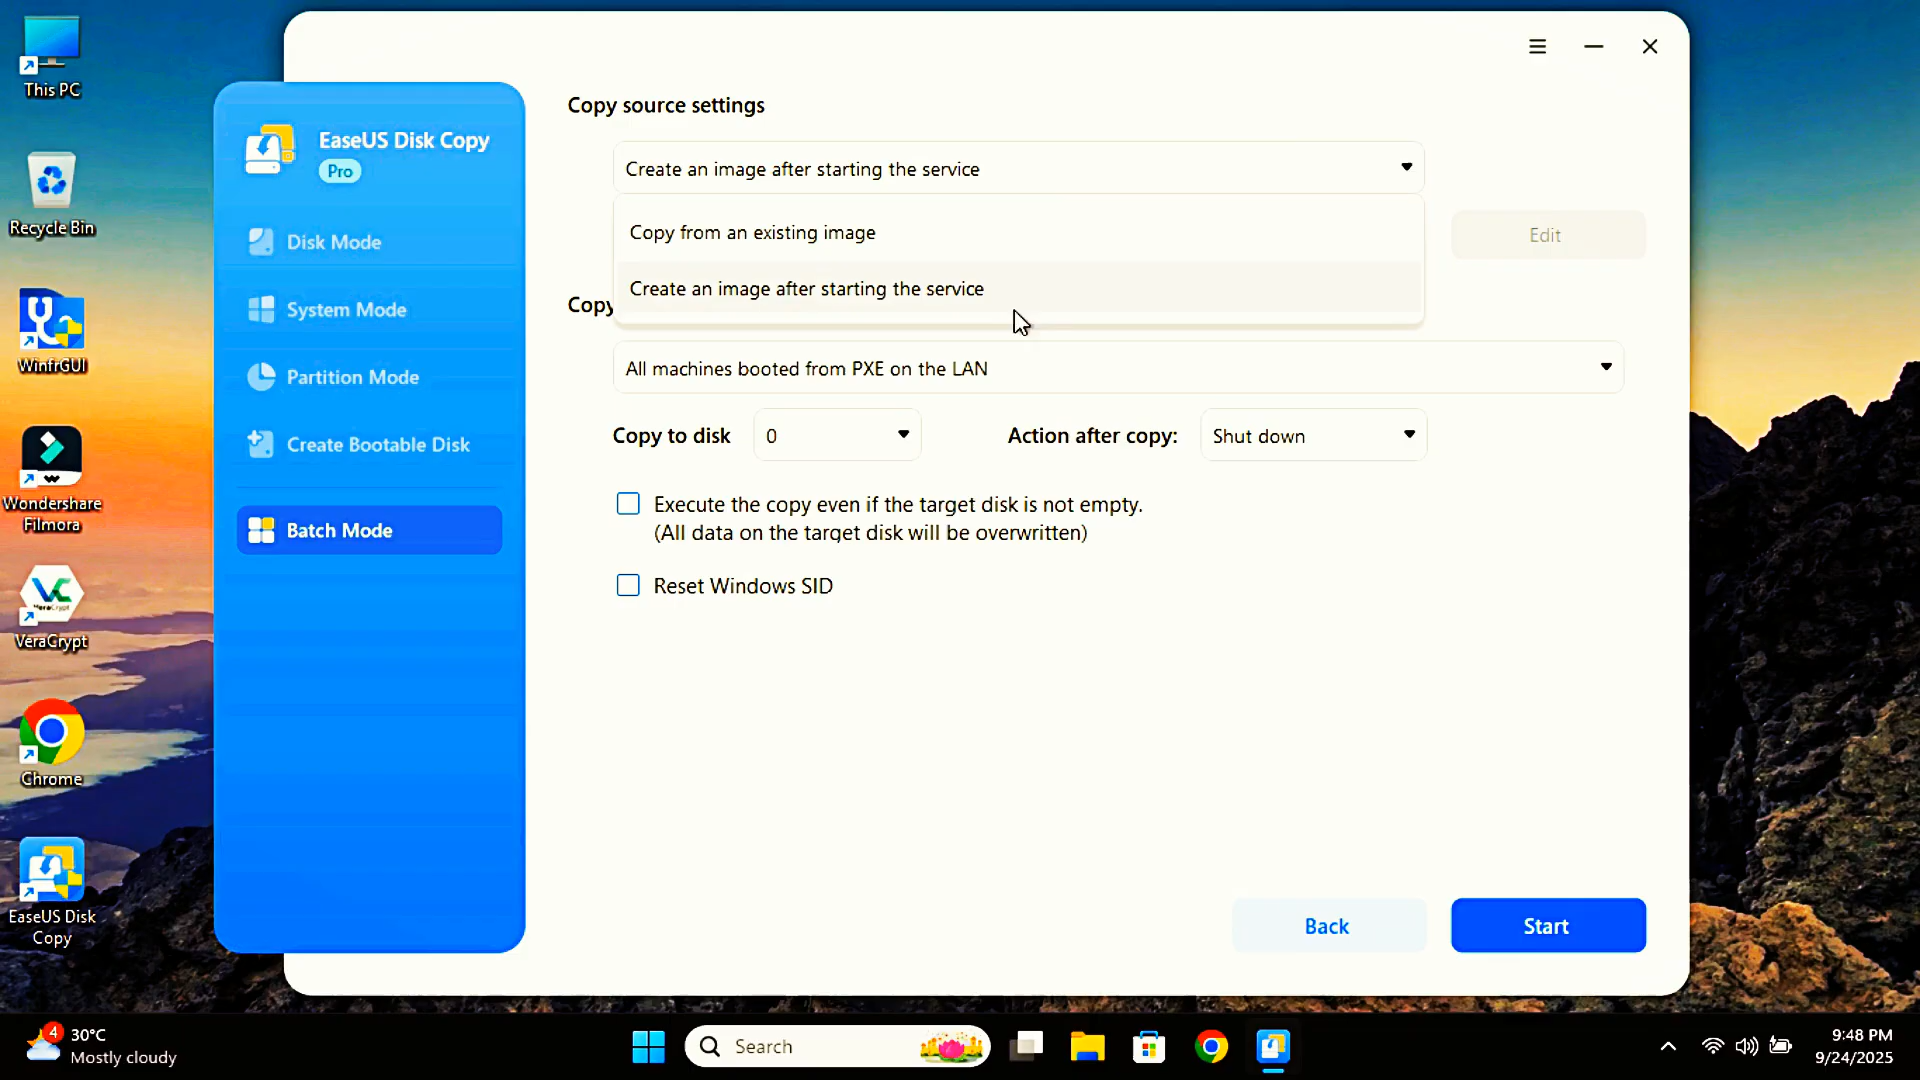 This PC
Recycle Bin
WinfrGUI
Wondershare
Filmora
VeraCrypt
VeraCrypt
Chrome
EaseUS Disk
Copy
EaseUS Disk Copy
Pro
Disk Mode
System Mode
Partition Mode
Create Bootable Disk
Batch Mode
Copy source settings
Create an image after starting the service
Copy from an existing image
Create an image after starting the service
Edit
Copy
All machines booted from PXE on the LAN
Copy to disk
0
Action after copy:
Shut down
Execute the copy even if the target disk is not empty.
(All data on the target disk will be overwritten)
Reset Windows SID
Back
Start
4
30°C
Mostly cloudy
Search
9:48 PM
9/24/2025